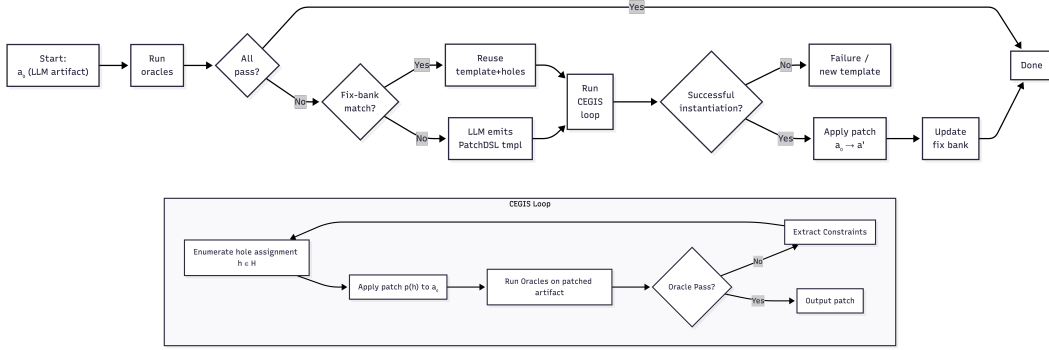 Yes
Start:
a₀ (LLM artifact)
Run
oracles
All
pass?
No
Fix-bank
match?
Yes
Reuse
template+holes
No
LLM emits
PatchDSL tmpl
Run
CEGIS
loop
Successful
instantiation?
No
Failure /
new template
Yes
Apply patch
a₀ → a'
Update
fix bank
Done
CEGIS Loop
Enumerate hole assignment
h ∈ H
Apply patch p(h) to a₀
Run Oracles on patched
artifact
Oracle Pass?
No
Extract Constraints
Yes
Output patch